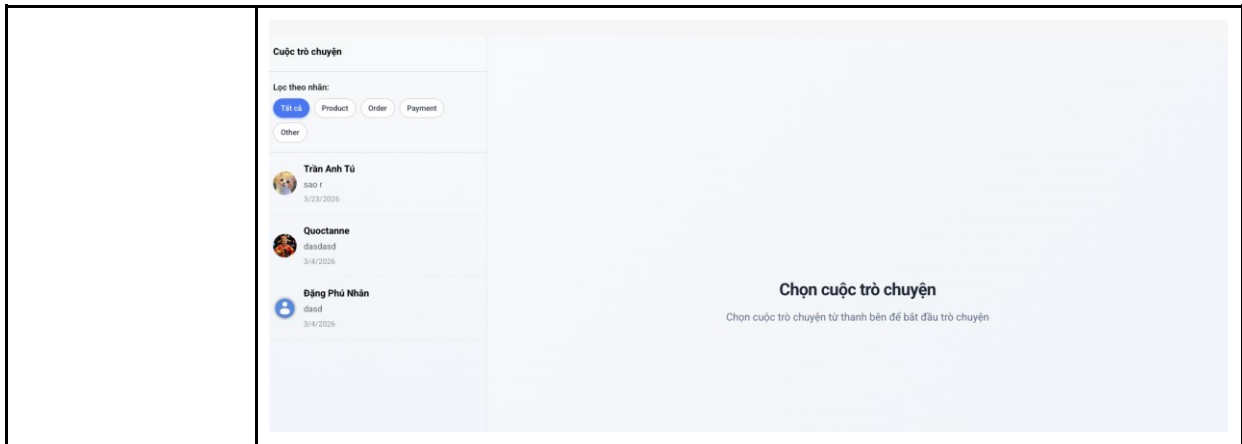 Cuộc trò chuyện
Lọc theo nhãn:
Tất cả Product Order Payment
Other
Trần Anh Tú
sao r
3/23/2026
Quoctanne
dasdasd
3/4/2026
Đặng Phú Nhân
dasd
3/4/2026
Chọn cuộc trò chuyện
Chọn cuộc trò chuyện từ thanh bên để bắt đầu trò chuyện